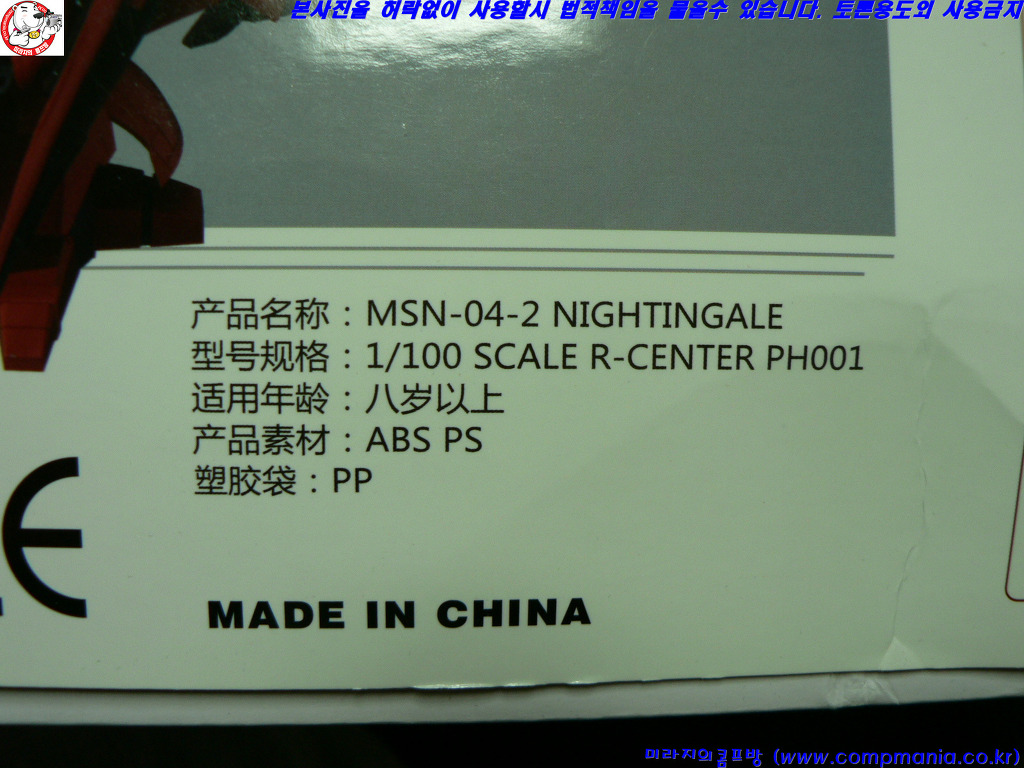 본사진을 허락없이 사용할시 법적책임을 물을수 있습니다. 토론용도외 사용금지
产品名称：MSN-04-2 NIGHTINGALE
型号规格：1/100 SCALE R-CENTER PH001
适用年龄：八岁以上
产品素材：ABS PS
塑胶袋：PP
CE
MADE IN CHINA
미라지의컴프방 (www.compmania.co.kr)